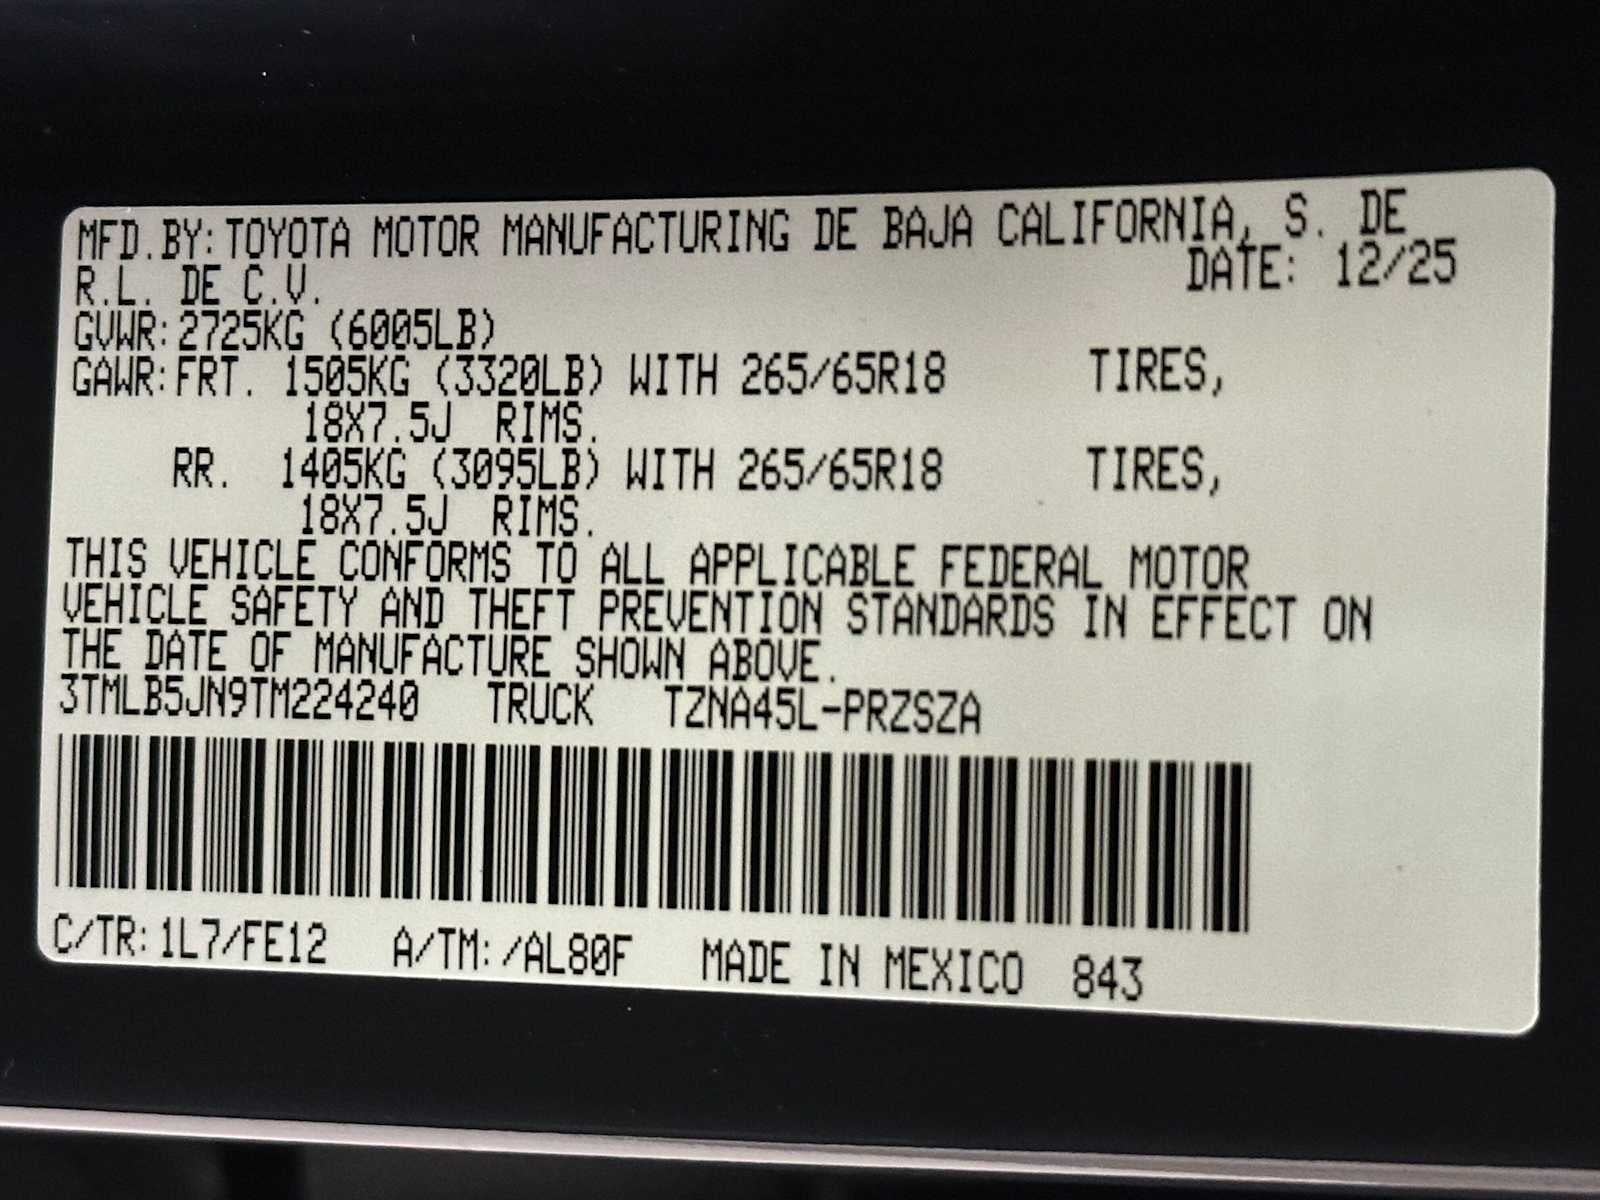 MFD.BY:TOYOTA MOTOR MANUFACTURING DE BAJA CALIFORNIA, S. DE
R.L. DE C.V. DATE: 12/25
GVWR:2725KG (6005LB)
GAWR:FRT. 1505KG (3320LB) WITH 265/65R18 TIRES,
18X7.5J RIMS.
RR. 1405KG (3095LB) WITH 265/65R18 TIRES,
18X7.5J RIMS.
THIS VEHICLE CONFORMS TO ALL APPLICABLE FEDERAL MOTOR
VEHICLE SAFETY AND THEFT PREVENTION STANDARDS IN EFFECT ON
THE DATE OF MANUFACTURE SHOWN ABOVE.
3TMLB5JN9TM224240 TRUCK TZNA45L-PRZSZA
C/TR:1L7/FE12 A/TM:/AL80F MADE IN MEXICO 843